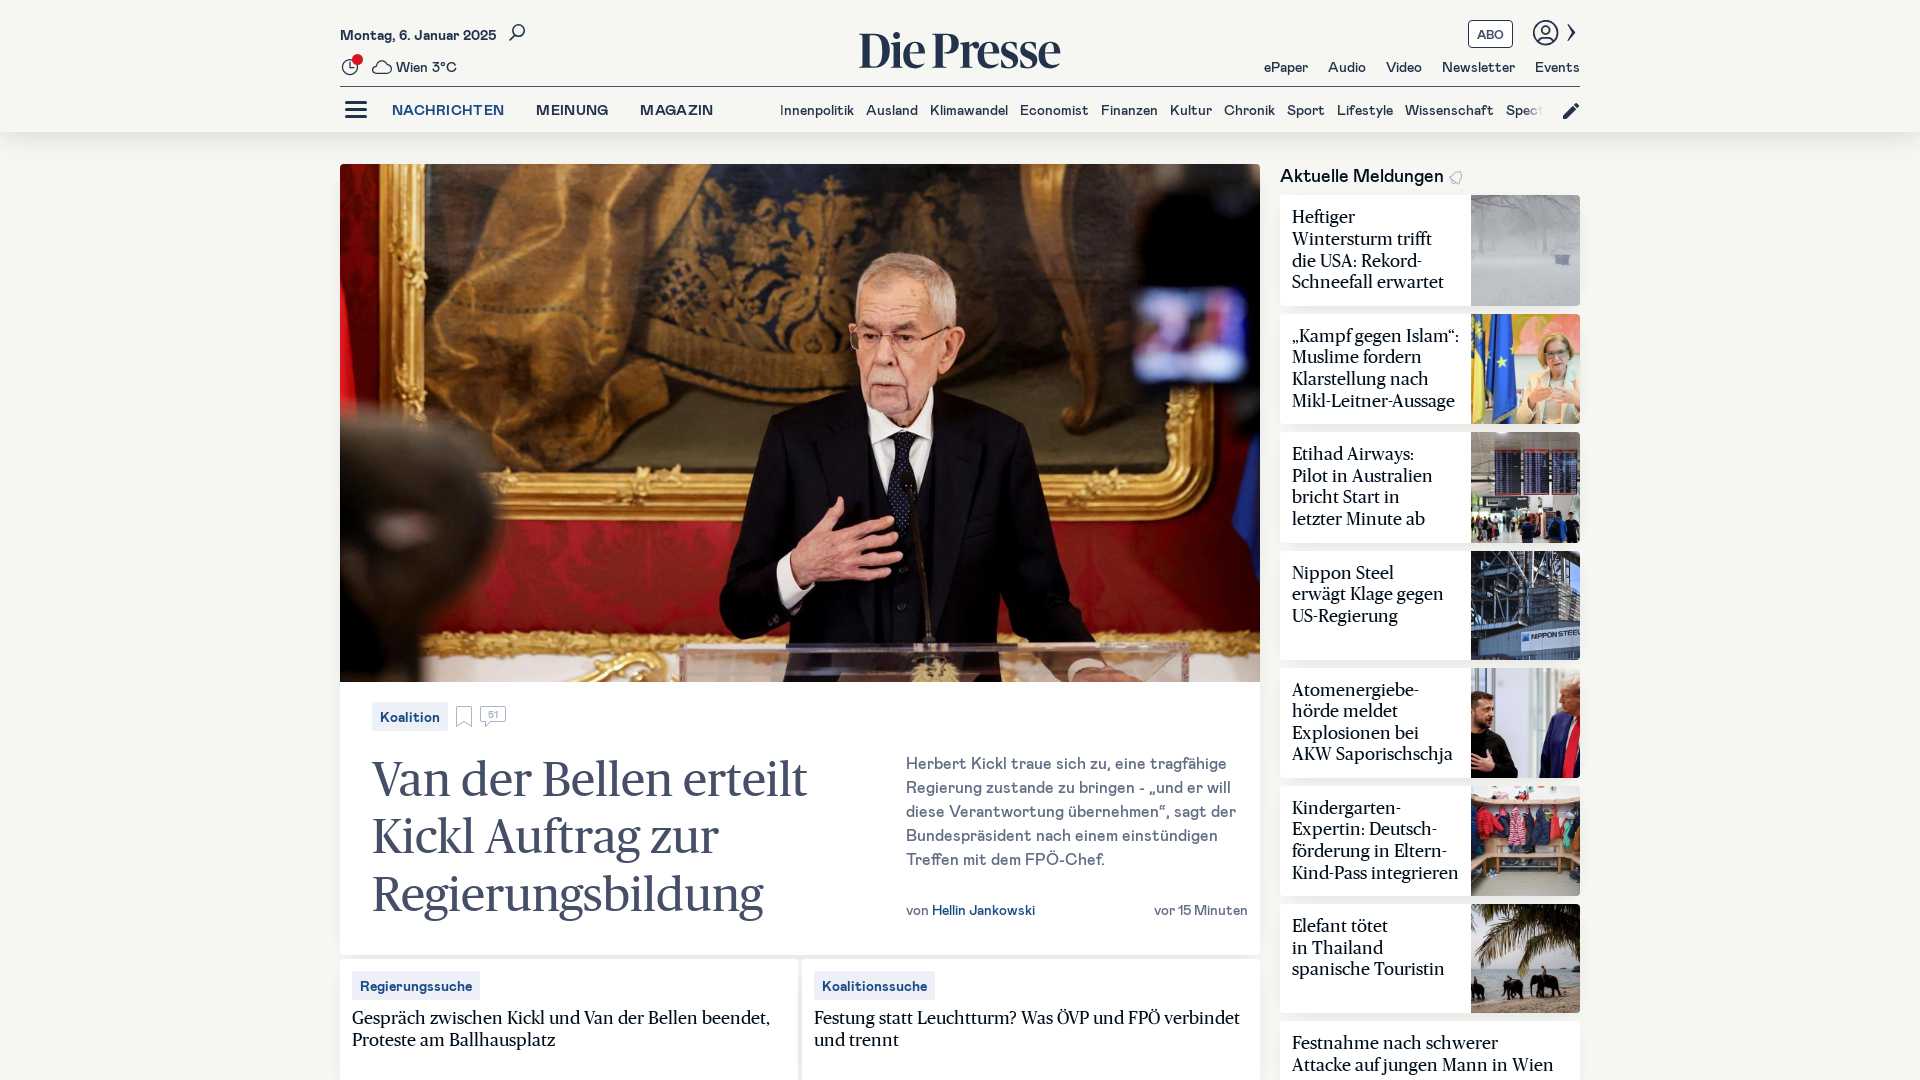 Montag, 6. Januar 2025
Wien 3°C
Die Presse
ABO
ePaper Audio Video Newsletter Events
NACHRICHTEN MEINUNG MAGAZIN
Innenpolitik Ausland Klimawandel Economist Finanzen Kultur Chronik Sport Lifestyle Wissenschaft Spect
Koalition
51
Van der Bellen erteilt
Kickl Auftrag zur
Regierungsbildung
Herbert Kickl traue sich zu, eine tragfähige
Regierung zustande zu bringen - „und er will
diese Verantwortung übernehmen“, sagt der
Bundespräsident nach einem einstündigen
Treffen mit dem FPÖ-Chef.
von Hellin Jankowski
vor 15 Minuten
Regierungssuche
Gespräch zwischen Kickl und Van der Bellen beendet,
Proteste am Ballhausplatz
Koalitionssuche
Festung statt Leuchtturm? Was ÖVP und FPÖ verbindet
und trennt
Aktuelle Meldungen
Heftiger
Wintersturm trifft
die USA: Rekord-
Schneefall erwartet
„Kampf gegen Islam“:
Muslime fordern
Klarstellung nach
Mikl-Leitner-Aussage
Etihad Airways:
Pilot in Australien
bricht Start in
letzter Minute ab
Nippon Steel
erwägt Klage gegen
US-Regierung
NIPPON STEEL
Atomenergiebe-
hörde meldet
Explosionen bei
AKW Saporischschja
Kindergarten-
Expertin: Deutsch-
förderung in Eltern-
Kind-Pass integrieren
Elefant tötet
in Thailand
spanische Touristin
Festnahme nach schwerer
Attacke auf jungen Mann in Wien